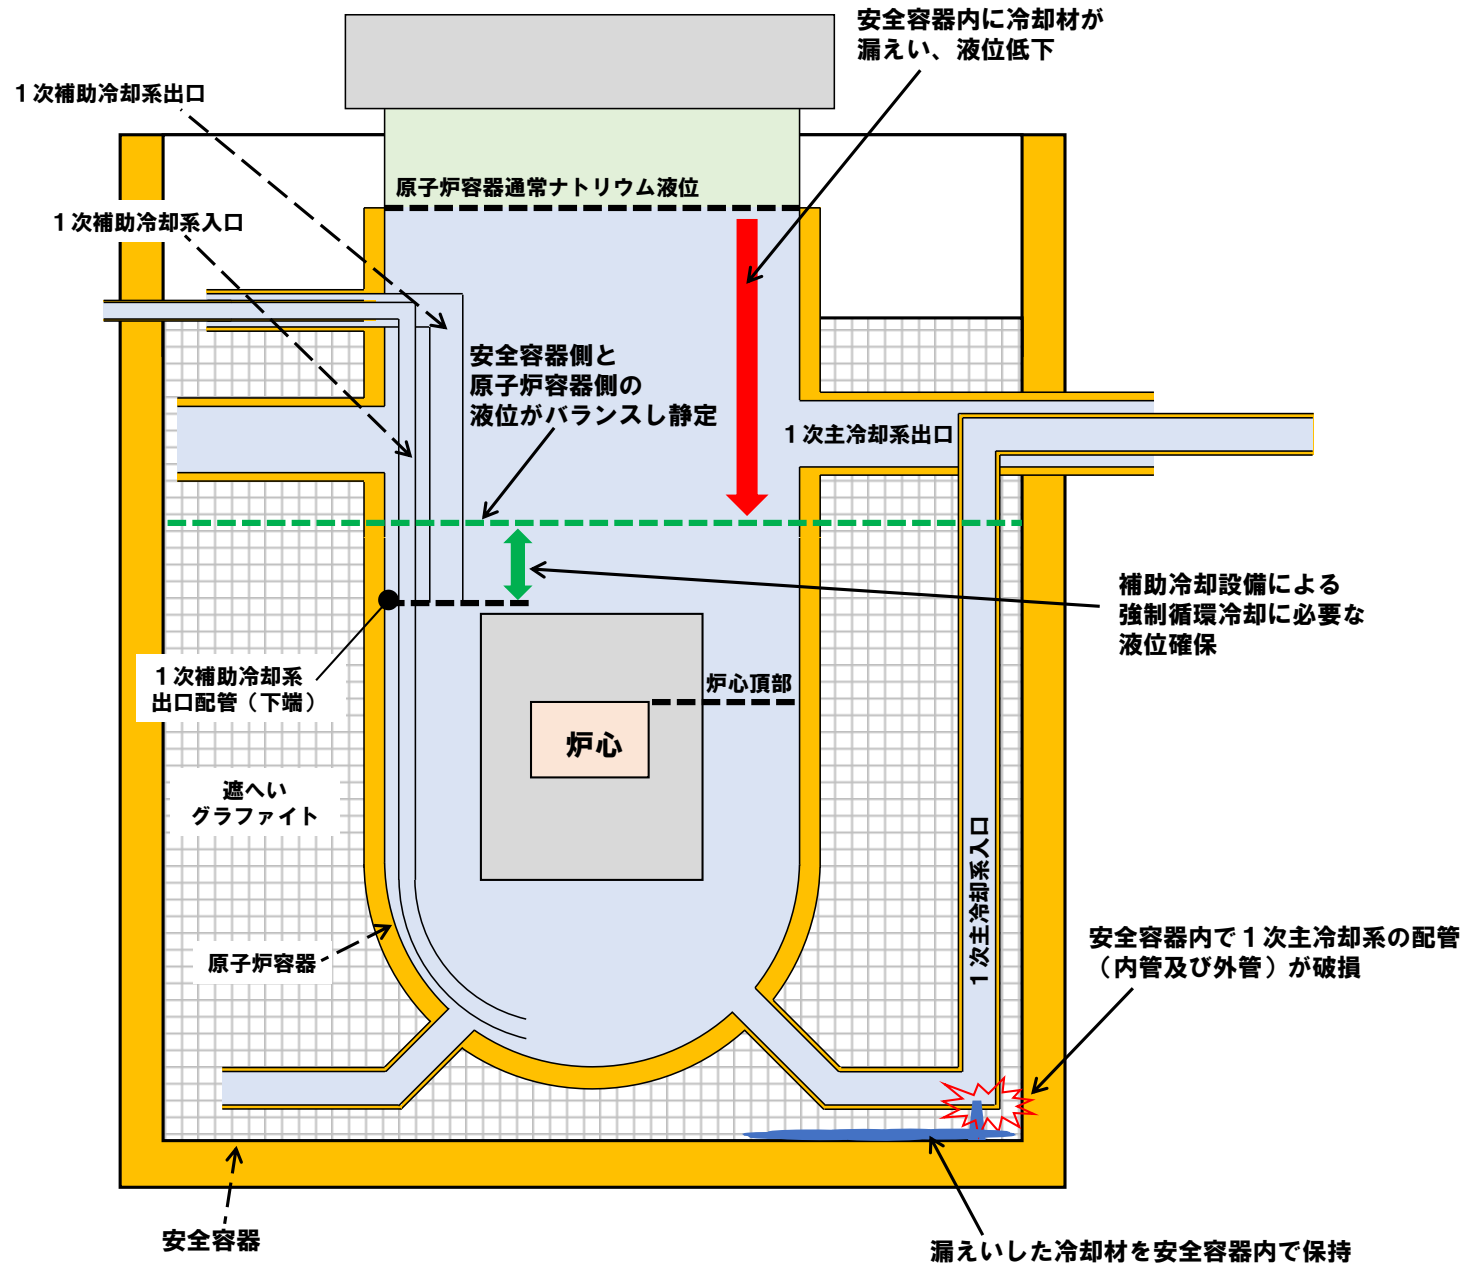 安全容器内に冷却材が
漏えい、液位低下
１次補助冷却系出口
原子炉容器通常ナトリウム液位
１次補助冷却系入口
安全容器側と
原子炉容器側の
液位がバランスし静定
１次主冷却系出口
補助冷却設備による
強制循環冷却に必要な
液位確保
１次補助冷却系
出口配管（下端）
炉心頂部
炉心
遮へい
グラファイト
１次主冷却系入口
原子炉容器
安全容器内で１次主冷却系の配管
（内管及び外管）が破損
安全容器
漏えいした冷却材を安全容器内で保持